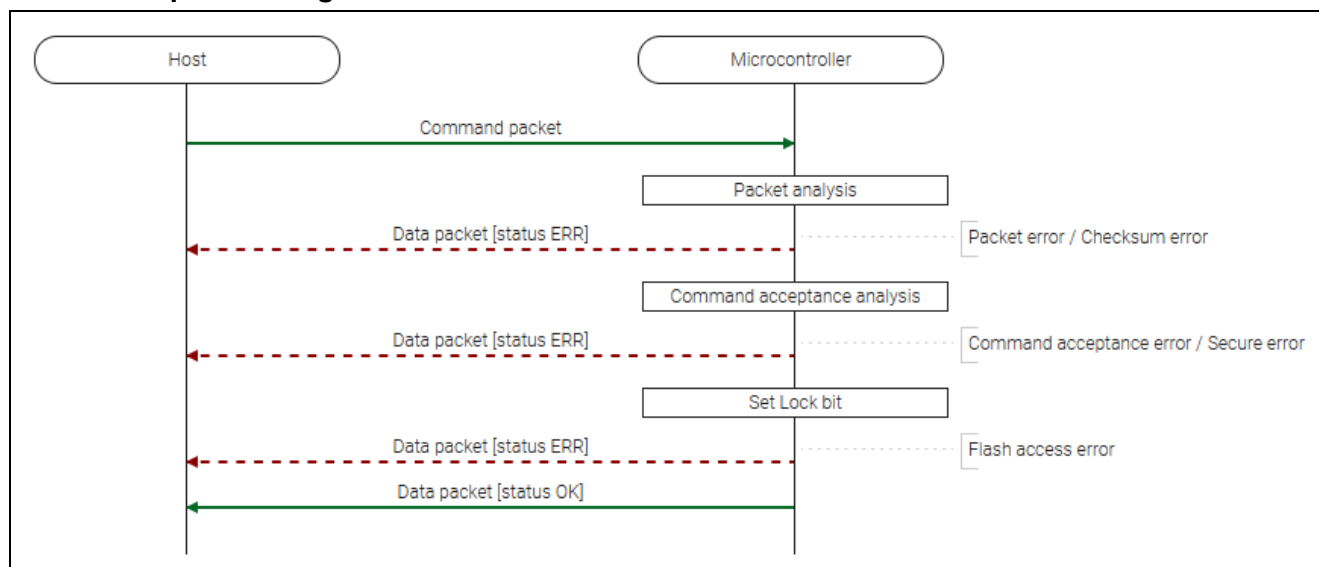 Host
Microcontroller
Command packet
Packet analysis
Data packet [status ERR]
Packet error / Checksum error
Command acceptance analysis
Data packet [status ERR]
Command acceptance error / Secure error
Set Lock bit
Data packet [status ERR]
Flash access error
Data packet [status OK]